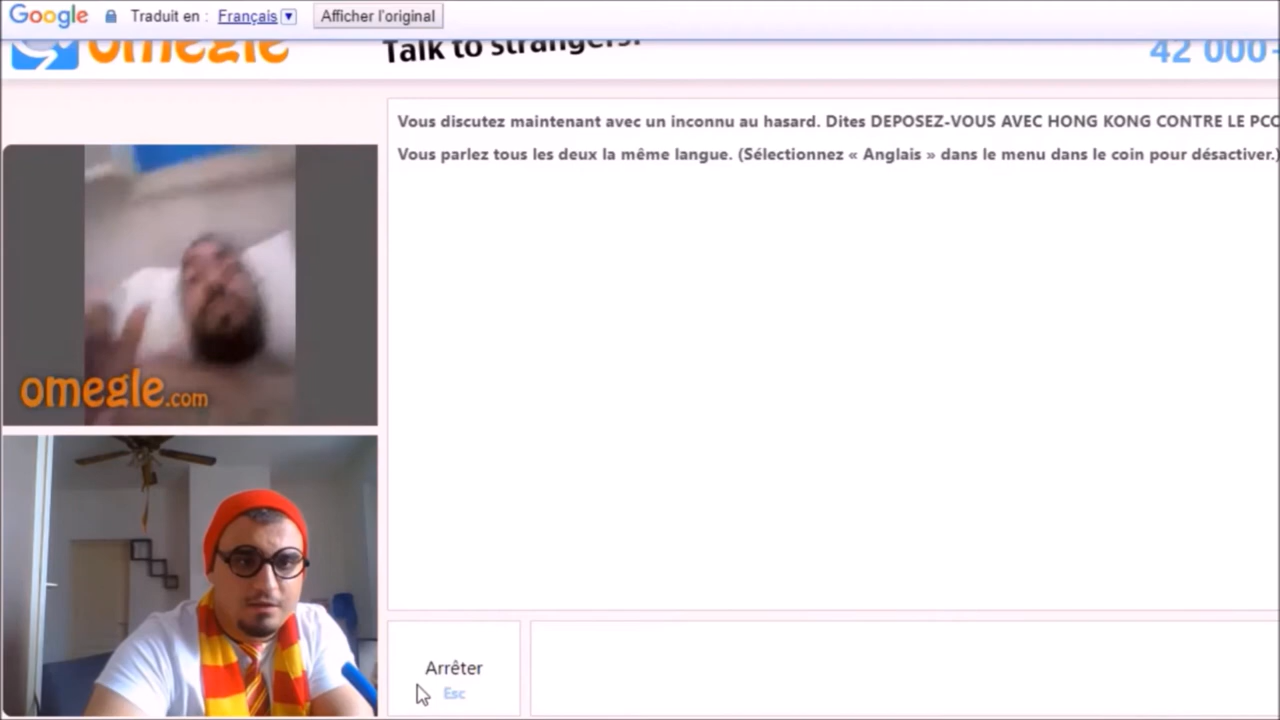 Google Traduit en : Français Afficher l'original
omegle Talk to strangers! 42 000+
Vous discutez maintenant avec un inconnu au hasard. Dites DEPOSEZ-VOUS AVEC HONG KONG CONTRE LE PCC
Vous parlez tous les deux la même langue. (Sélectionnez « Anglais » dans le menu dans le coin pour désactiver.)
omegle.com
Arrêter
Esc